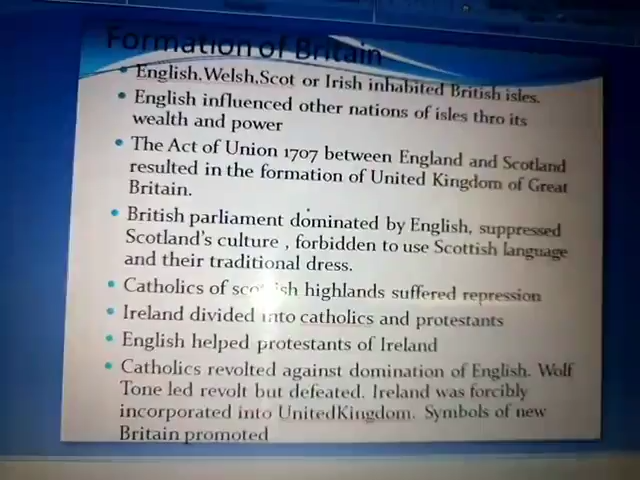 Formation of Britain
English,Welsh,Scot or Irish inhabited British isles.
English influenced other nations of isles thro its
wealth and power
The Act of Union 1707 between England and Scotland
resulted in the formation of United Kingdom of Great
Britain.
British parliament dominated by English, suppressed
Scotland's culture , forbidden to use Scottish language
and their traditional dress.
Catholics of scottish highlands suffered repression
Ireland divided into catholics and protestants
English helped protestants of Ireland
Catholics revolted against domination of English. Wolf
Tone led revolt but defeated. Ireland was forcibly
incorporated into UnitedKingdom. Symbols of new
Britain promoted